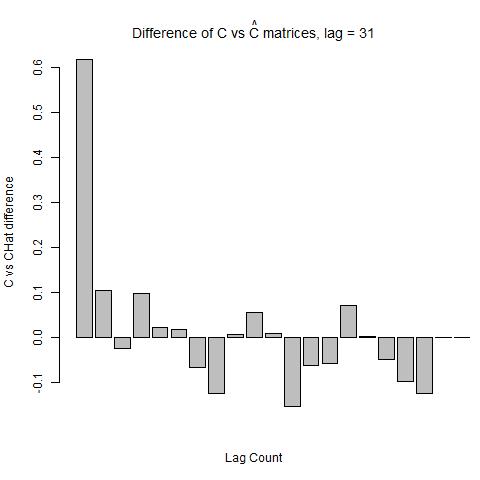 Difference of C vs Ĉ matrices, lag = 31
C vs CHat difference
0.6
0.5
0.4
0.3
0.2
0.1
0.0
-0.1
Lag Count